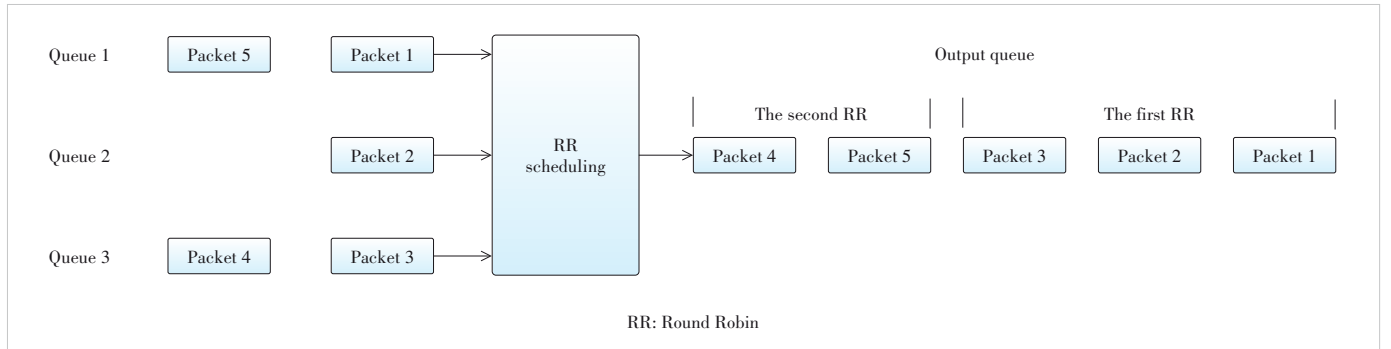 Queue 1
Packet 5
Packet 1
Output queue
The second RR
The first RR
Queue 2
Packet 2
RR
scheduling
Packet 4
Packet 5
Packet 3
Packet 2
Packet 1
Queue 3
Packet 4
Packet 3
RR: Round Robin